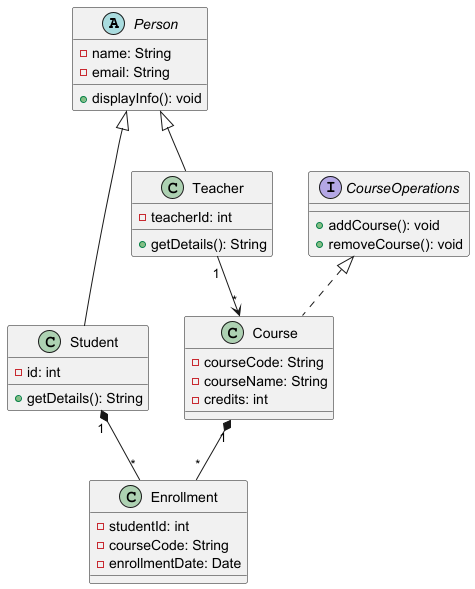 A Person
name: String
email: String
displayInfo(): void
C Teacher
teacherId: int
getDetails(): String
I CourseOperations
addCourse(): void
removeCourse(): void
1
*
C Student
id: int
getDetails(): String
C Course
courseCode: String
courseName: String
credits: int
1
*
1
*
C Enrollment
studentId: int
courseCode: String
enrollmentDate: Date